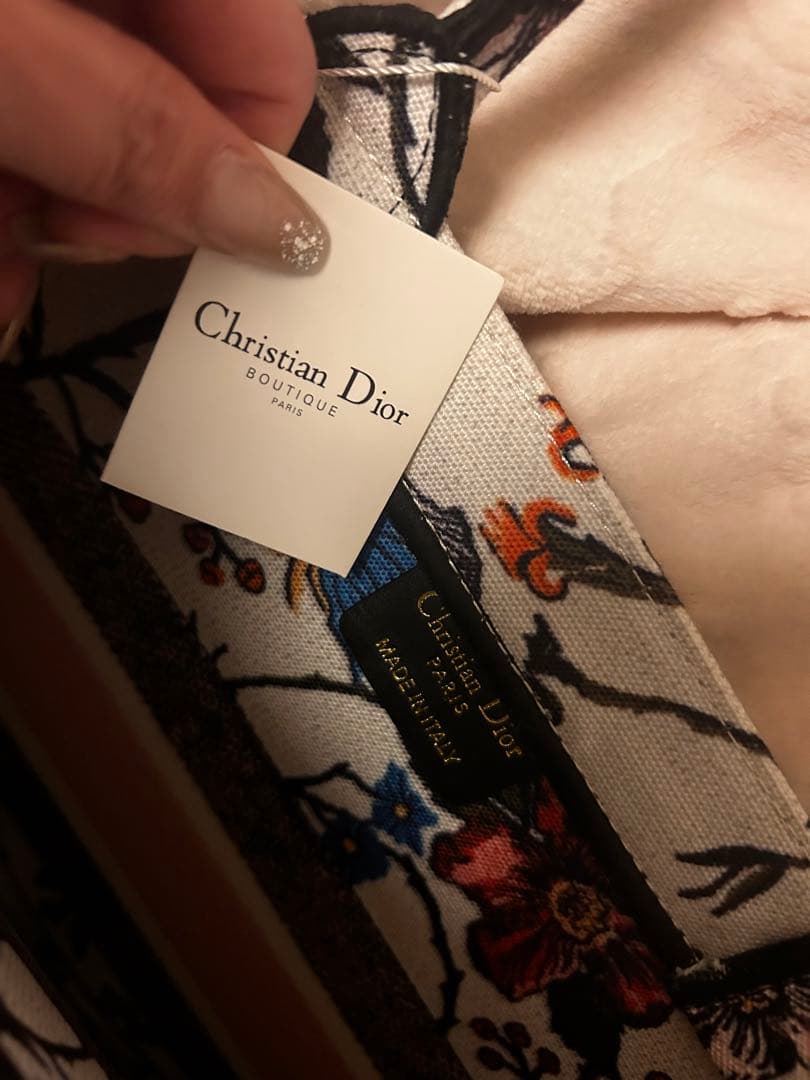 Christian Dior
BOUTIQUE
PARIS
Christian Dior
PARIS
MADE IN ITALY